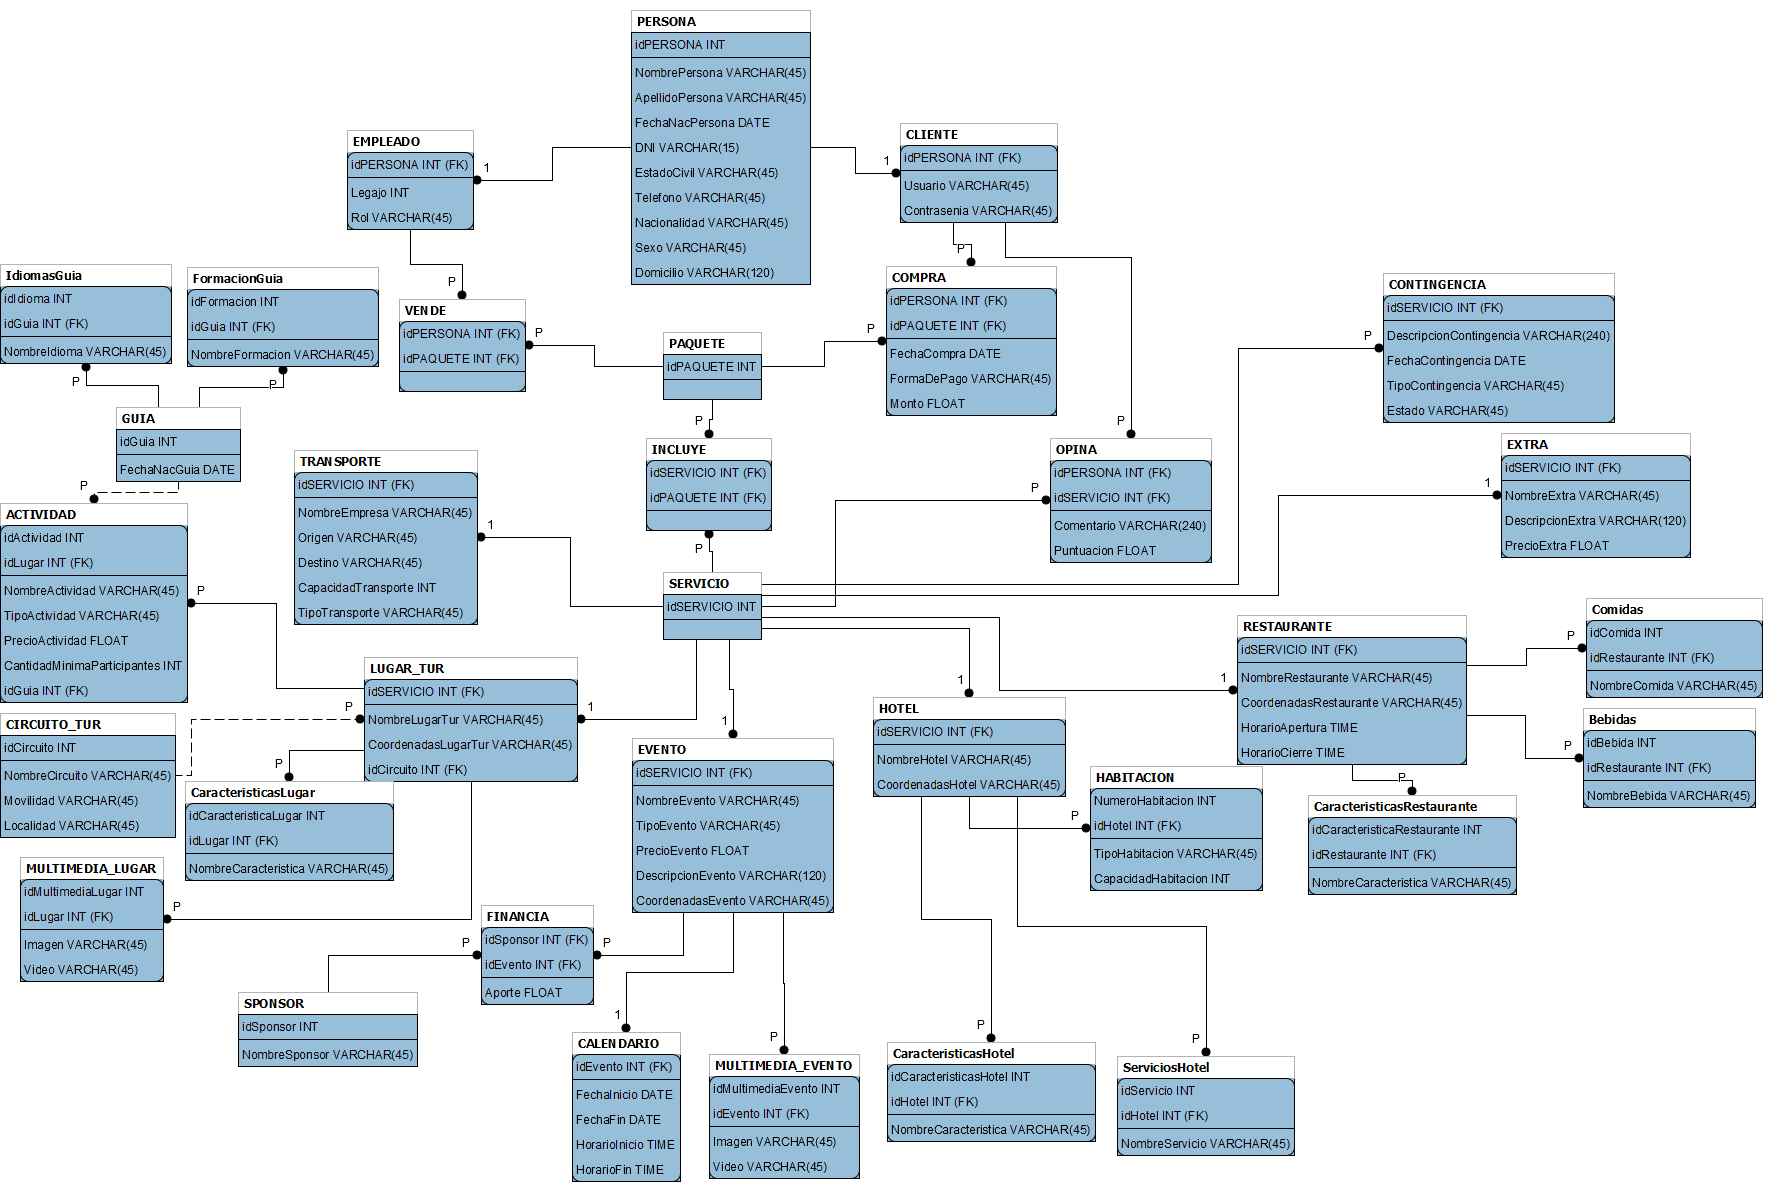 PERSONA
idPERSONA INT
NombrePersona VARCHAR(45)
ApellidoPersona VARCHAR(45)
FechaNacPersona DATE
DNI VARCHAR(15)
EstadoCivil VARCHAR(45)
Telefono VARCHAR(45)
Nacionalidad VARCHAR(45)
Sexo VARCHAR(45)
Domicilio VARCHAR(120)
EMPLEADO
idPERSONA INT (FK)
Legajo INT
Rol VARCHAR(45)
1
CLIENTE
idPERSONA INT (FK)
Usuario VARCHAR(45)
Contrasenia VARCHAR(45)
1
IdiomasGuia
idIdioma INT
idGuia INT (FK)
NombreIdioma VARCHAR(45)
P
FormacionGuia
idFormacion INT
idGuia INT (FK)
NombreFormacion VARCHAR(45)
P
VENDE
idPERSONA INT (FK)
idPAQUETE INT (FK)
P
P
PAQUETE
idPAQUETE INT
COMPRA
idPERSONA INT (FK)
idPAQUETE INT (FK)
FechaCompra DATE
FormaDePago VARCHAR(45)
Monto FLOAT
P
P
CONTINGENCIA
idSERVICIO INT (FK)
DescripcionContingencia VARCHAR(240)
FechaContingencia DATE
TipoContingencia VARCHAR(45)
Estado VARCHAR(45)
P
GUIA
idGuia INT
FechaNacGuia DATE
TRANSPORTE
idSERVICIO INT (FK)
NombreEmpresa VARCHAR(45)
Origen VARCHAR(45)
Destino VARCHAR(45)
CapacidadTransporte INT
TipoTransporte VARCHAR(45)
1
INCLUYE
idSERVICIO INT (FK)
idPAQUETE INT (FK)
P
P
OPINA
idPERSONA INT (FK)
idSERVICIO INT (FK)
Comentario VARCHAR(240)
Puntuacion FLOAT
P
P
EXTRA
idSERVICIO INT (FK)
NombreExtra VARCHAR(45)
DescripcionExtra VARCHAR(120)
PrecioExtra FLOAT
1
ACTIVIDAD
idActividad INT
idLugar INT (FK)
NombreActividad VARCHAR(45)
TipoActividad VARCHAR(45)
PrecioActividad FLOAT
CantidadMinimaParticipantes INT
idGuia INT (FK)
P
P
SERVICIO
idSERVICIO INT
LUGAR_TUR
idSERVICIO INT (FK)
NombreLugarTur VARCHAR(45)
CoordenadasLugarTur VARCHAR(45)
idCircuito INT (FK)
P
1
RESTAURANTE
idSERVICIO INT (FK)
NombreRestaurante VARCHAR(45)
CoordenadasRestaurante VARCHAR(45)
HorarioApertura TIME
HorarioCierre TIME
1
Comidas
idComida INT
idRestaurante INT (FK)
NombreComida VARCHAR(45)
P
Bebidas
idBebida INT
idRestaurante INT (FK)
NombreBebida VARCHAR(45)
P
CIRCUITO_TUR
idCircuito INT
NombreCircuito VARCHAR(45)
Movilidad VARCHAR(45)
Localidad VARCHAR(45)
CaracteristicasLugar
idCaracteristicaLugar INT
idLugar INT (FK)
NombreCaracteristica VARCHAR(45)
P
EVENTO
idSERVICIO INT (FK)
NombreEvento VARCHAR(45)
TipoEvento VARCHAR(45)
PrecioEvento FLOAT
DescripcionEvento VARCHAR(120)
CoordenadasEvento VARCHAR(45)
1
HOTEL
idSERVICIO INT (FK)
NombreHotel VARCHAR(45)
CoordenadasHotel VARCHAR(45)
1
HABITACION
NumeroHabitacion INT
idHotel INT (FK)
TipoHabitacion VARCHAR(45)
CapacidadHabitacion INT
P
CaracteristicasRestaurante
idCaracteristicaRestaurante INT
idRestaurante INT (FK)
NombreCaracteristica VARCHAR(45)
P
MULTIMEDIA_LUGAR
idMultimediaLugar INT
idLugar INT (FK)
Imagen VARCHAR(45)
Video VARCHAR(45)
P
FINANCIA
idSponsor INT (FK)
idEvento INT (FK)
Aporte FLOAT
P
P
SPONSOR
idSponsor INT
NombreSponsor VARCHAR(45)
CALENDARIO
idEvento INT (FK)
FechaInicio DATE
FechaFin DATE
HorarioInicio TIME
HorarioFin TIME
1
MULTIMEDIA_EVENTO
idMultimediaEvento INT
idEvento INT (FK)
Imagen VARCHAR(45)
Video VARCHAR(45)
P
CaracteristicasHotel
idCaracteristicasHotel INT
idHotel INT (FK)
NombreCaracteristica VARCHAR(45)
P
ServiciosHotel
idServicio INT
idHotel INT (FK)
NombreServicio VARCHAR(45)
P